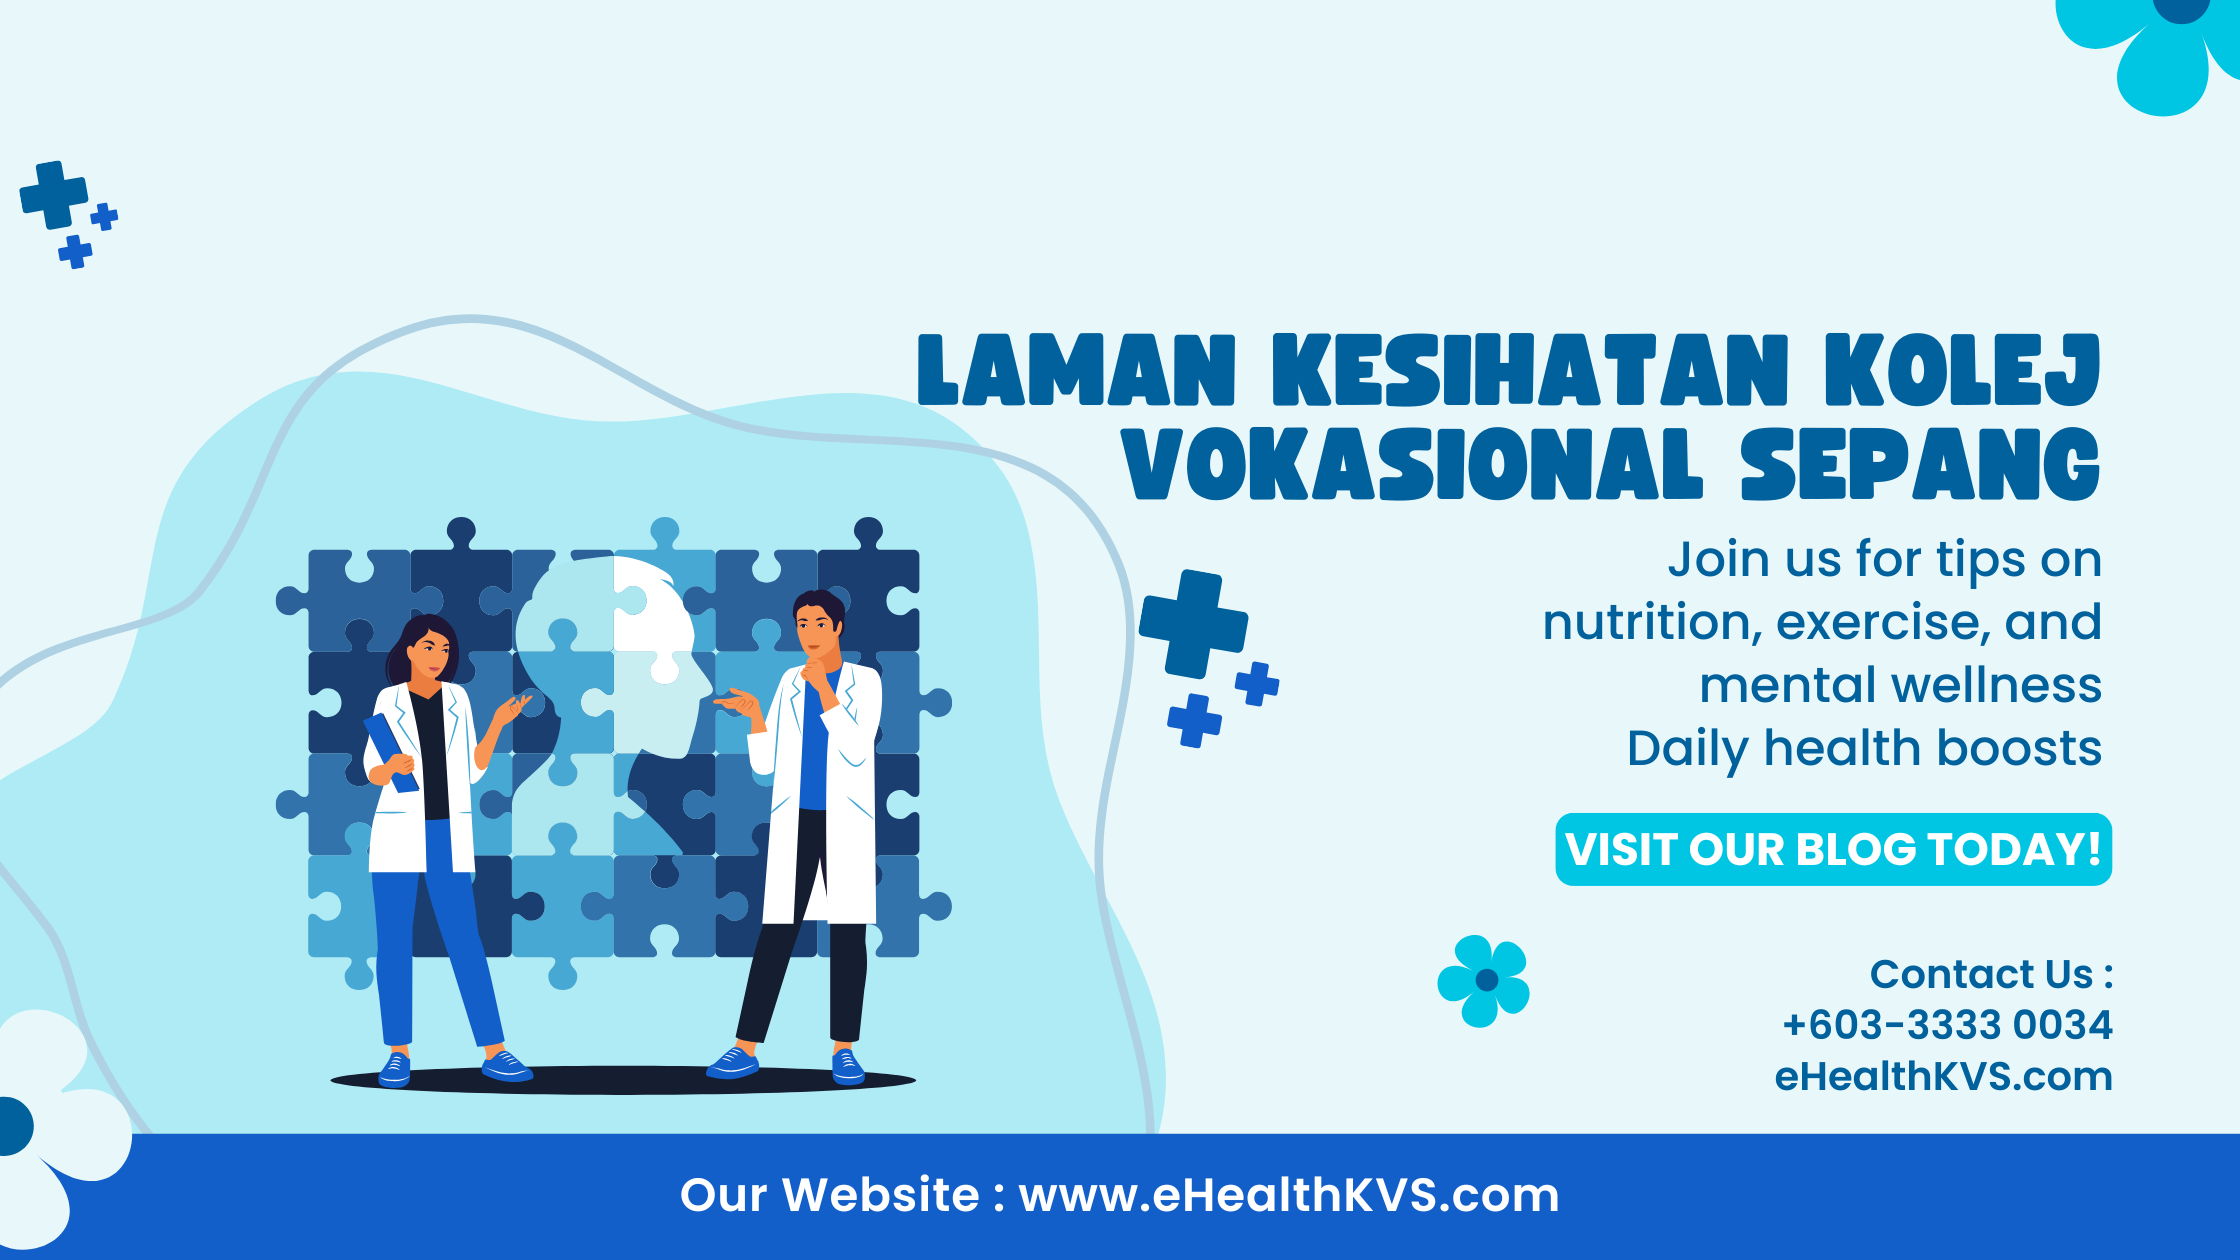 LAMAN KESIHATAN KOLEJ
VOKASIONAL SEPANG
Join us for tips on
nutrition, exercise, and
mental wellness
Daily health boosts
VISIT OUR BLOG TODAY!
Contact Us :
+603-3333 0034
eHealthKVS.com
Our Website : www.eHealthKVS.com